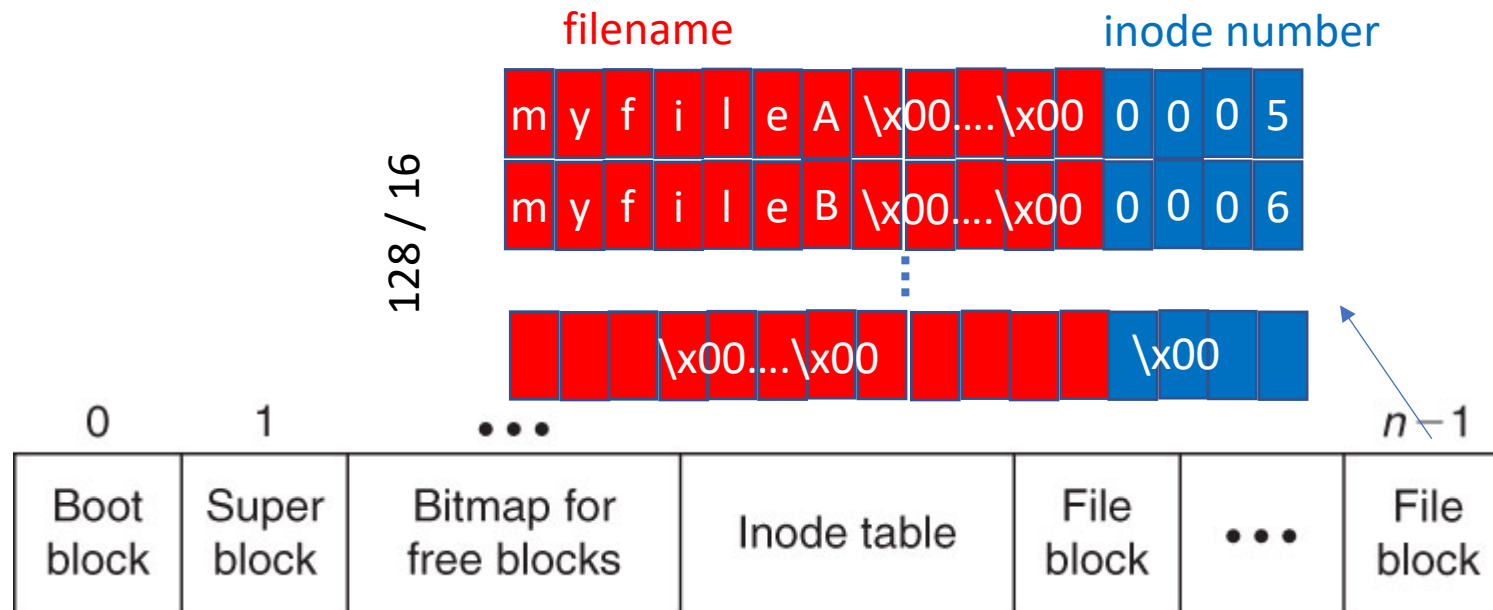 filename inode number
m y f i l e A \x00....\x00 0 0 0 5
m y f i l e B \x00....\x00 0 0 0 6
128 / 16
\x00....\x00 \x00
0 1 ••• n – 1
Boot block Super block Bitmap for free blocks Inode table File block ••• File block